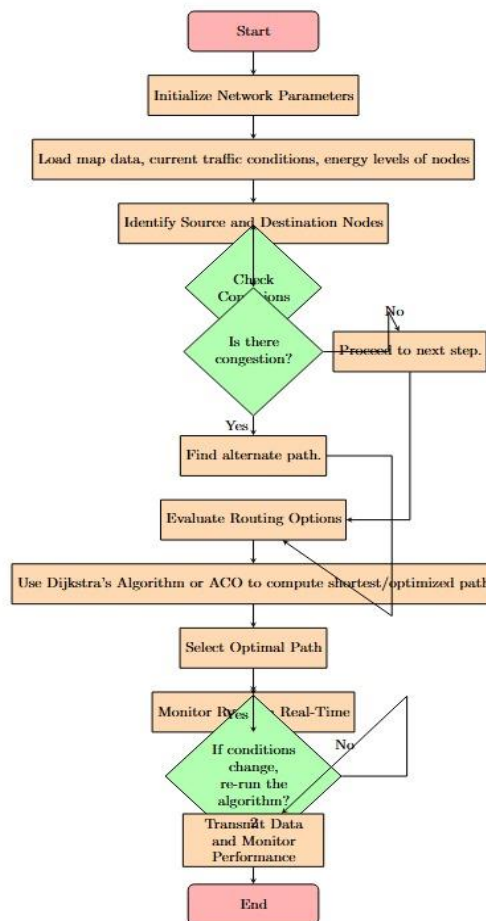 Start
Initialize Network Parameters
Load map data, current traffic conditions, energy levels of nodes
Identify Source and Destination Nodes
Check
No
Is there
congestion?
Proceed to next step.
Yes
Find alternate path.
Evaluate Routing Options
Use Dijkstra's Algorithm or ACO to compute shortest/optimized path
Select Optimal Path
Monitor Real-Time
Yes
No
If conditions
change,
re-run the
algorithm?
?
Transmit Data
and Monitor
Performance
End